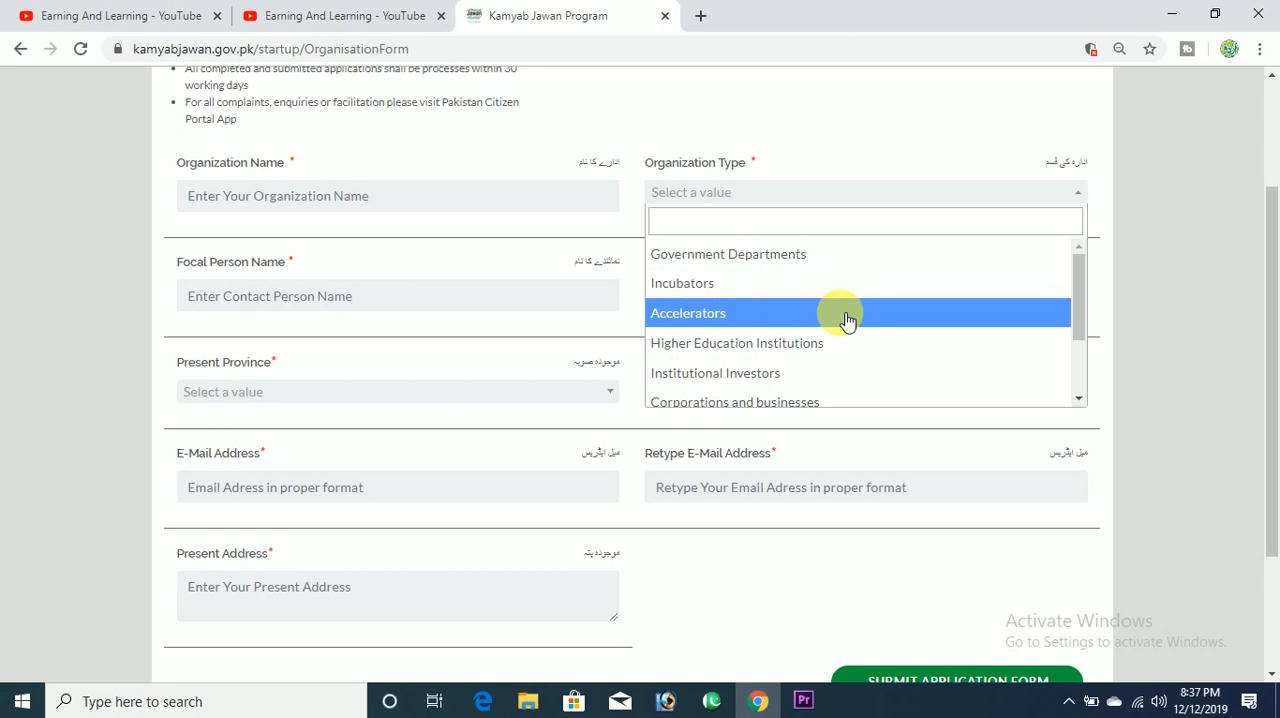 Earning And Learning - YouTube
Earning And Learning - YouTube
Kamyab Jawan Program
kamyabjawan.gov.pk/startup/OrganisationForm
All completed and submitted applications shall be processes within 30
working days
For all complaints, enquiries or facilitation please visit Pakistan Citizen
Portal App
Organization Name * ادارے کا نام
Organization Type * ادارہ کی قسم
Enter Your Organization Name
Select a value
Government Departments
Incubators
Accelerators
Higher Education Institutions
Institutional Investors
Corporations and businesses
Focal Person Name * نمائندے کا نام
Enter Contact Person Name
Present Province* موجودہ صوبہ
Select a value
E-Mail Address* میل ایڈریس
Retype E-Mail Address* میل ایڈریس
Email Adress in proper format
Retype Your Email Adress in proper format
Present Address* موجودہ پتہ
Enter Your Present Address
Activate Windows
Go to Settings to activate Windows.
SUBMIT APPLICATION FORM
Type here to search
Pr
8:37 PM
12/12/2019